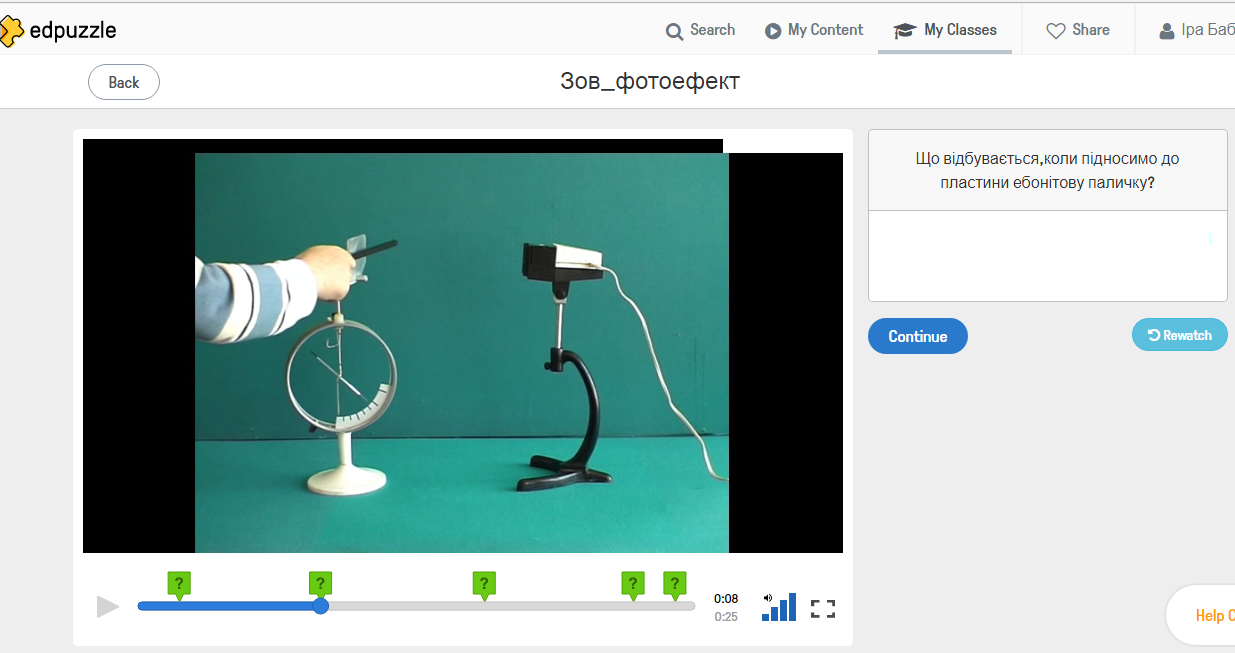 edpuzzle
Search
My Content
My Classes
Share
Іра Баб
Back
Зов_фотоефект
Що відбувається,коли підносимо до
пластини ебонітову паличку?
Continue
Rewatch
?
?
?
?
?
0:08
0:25
Help C